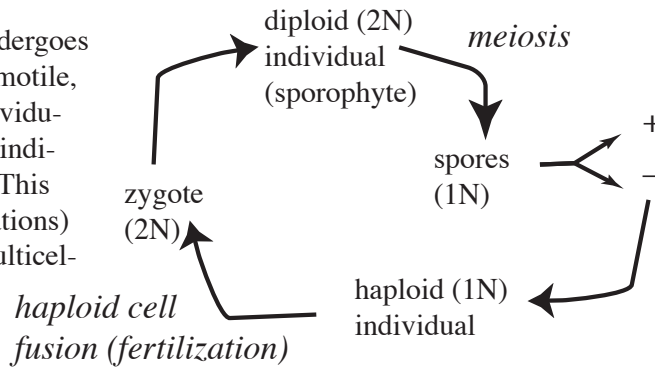 dergoes
motile,
vidu-
indi-
This
tions)
ulticel-
diploid (2N)
individual
(sporophyte)
meiosis
spores
(1N)
+
–
zygote
(2N)
haploid (1N)
individual
haploid cell
fusion (fertilization)